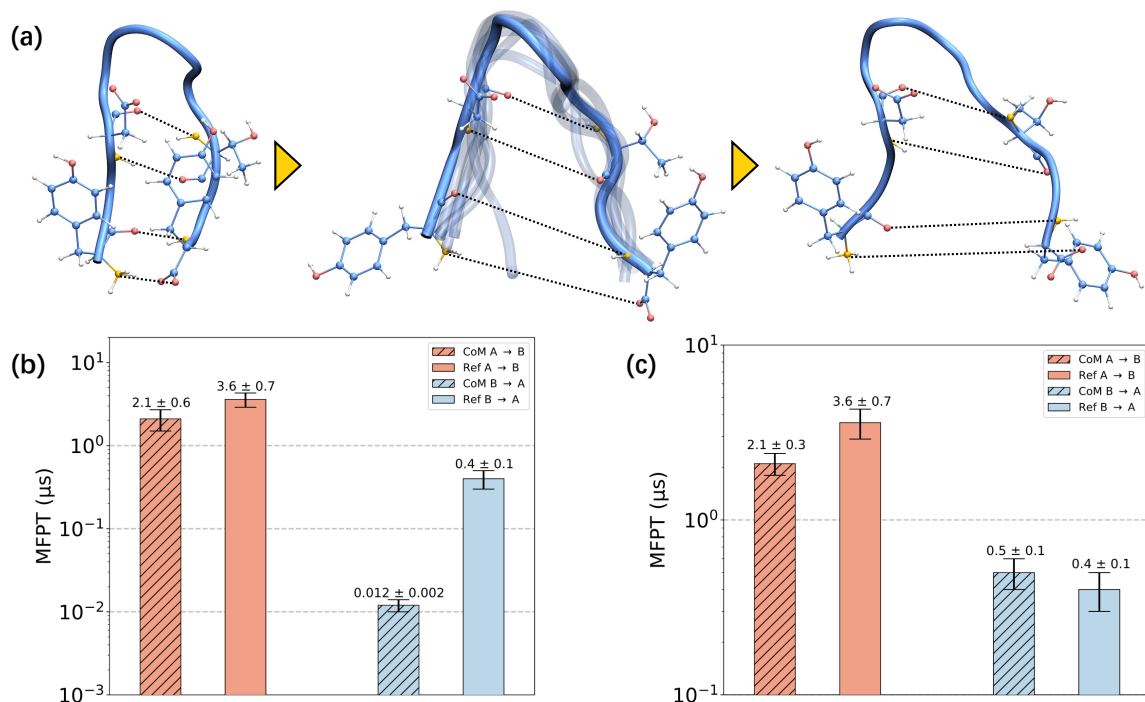 (a)
(b)
10¹
10⁰
10⁻¹
10⁻²
10⁻³
MFPT (μs)
2.1 ± 0.6
3.6 ± 0.7
0.012 ± 0.002
0.4 ± 0.1
CoM A → B
Ref A → B
CoM B → A
Ref B → A
(c)
10¹
10⁰
10⁻¹
MFPT (μs)
2.1 ± 0.3
3.6 ± 0.7
0.5 ± 0.1
0.4 ± 0.1
CoM A → B
Ref A → B
CoM B → A
Ref B → A